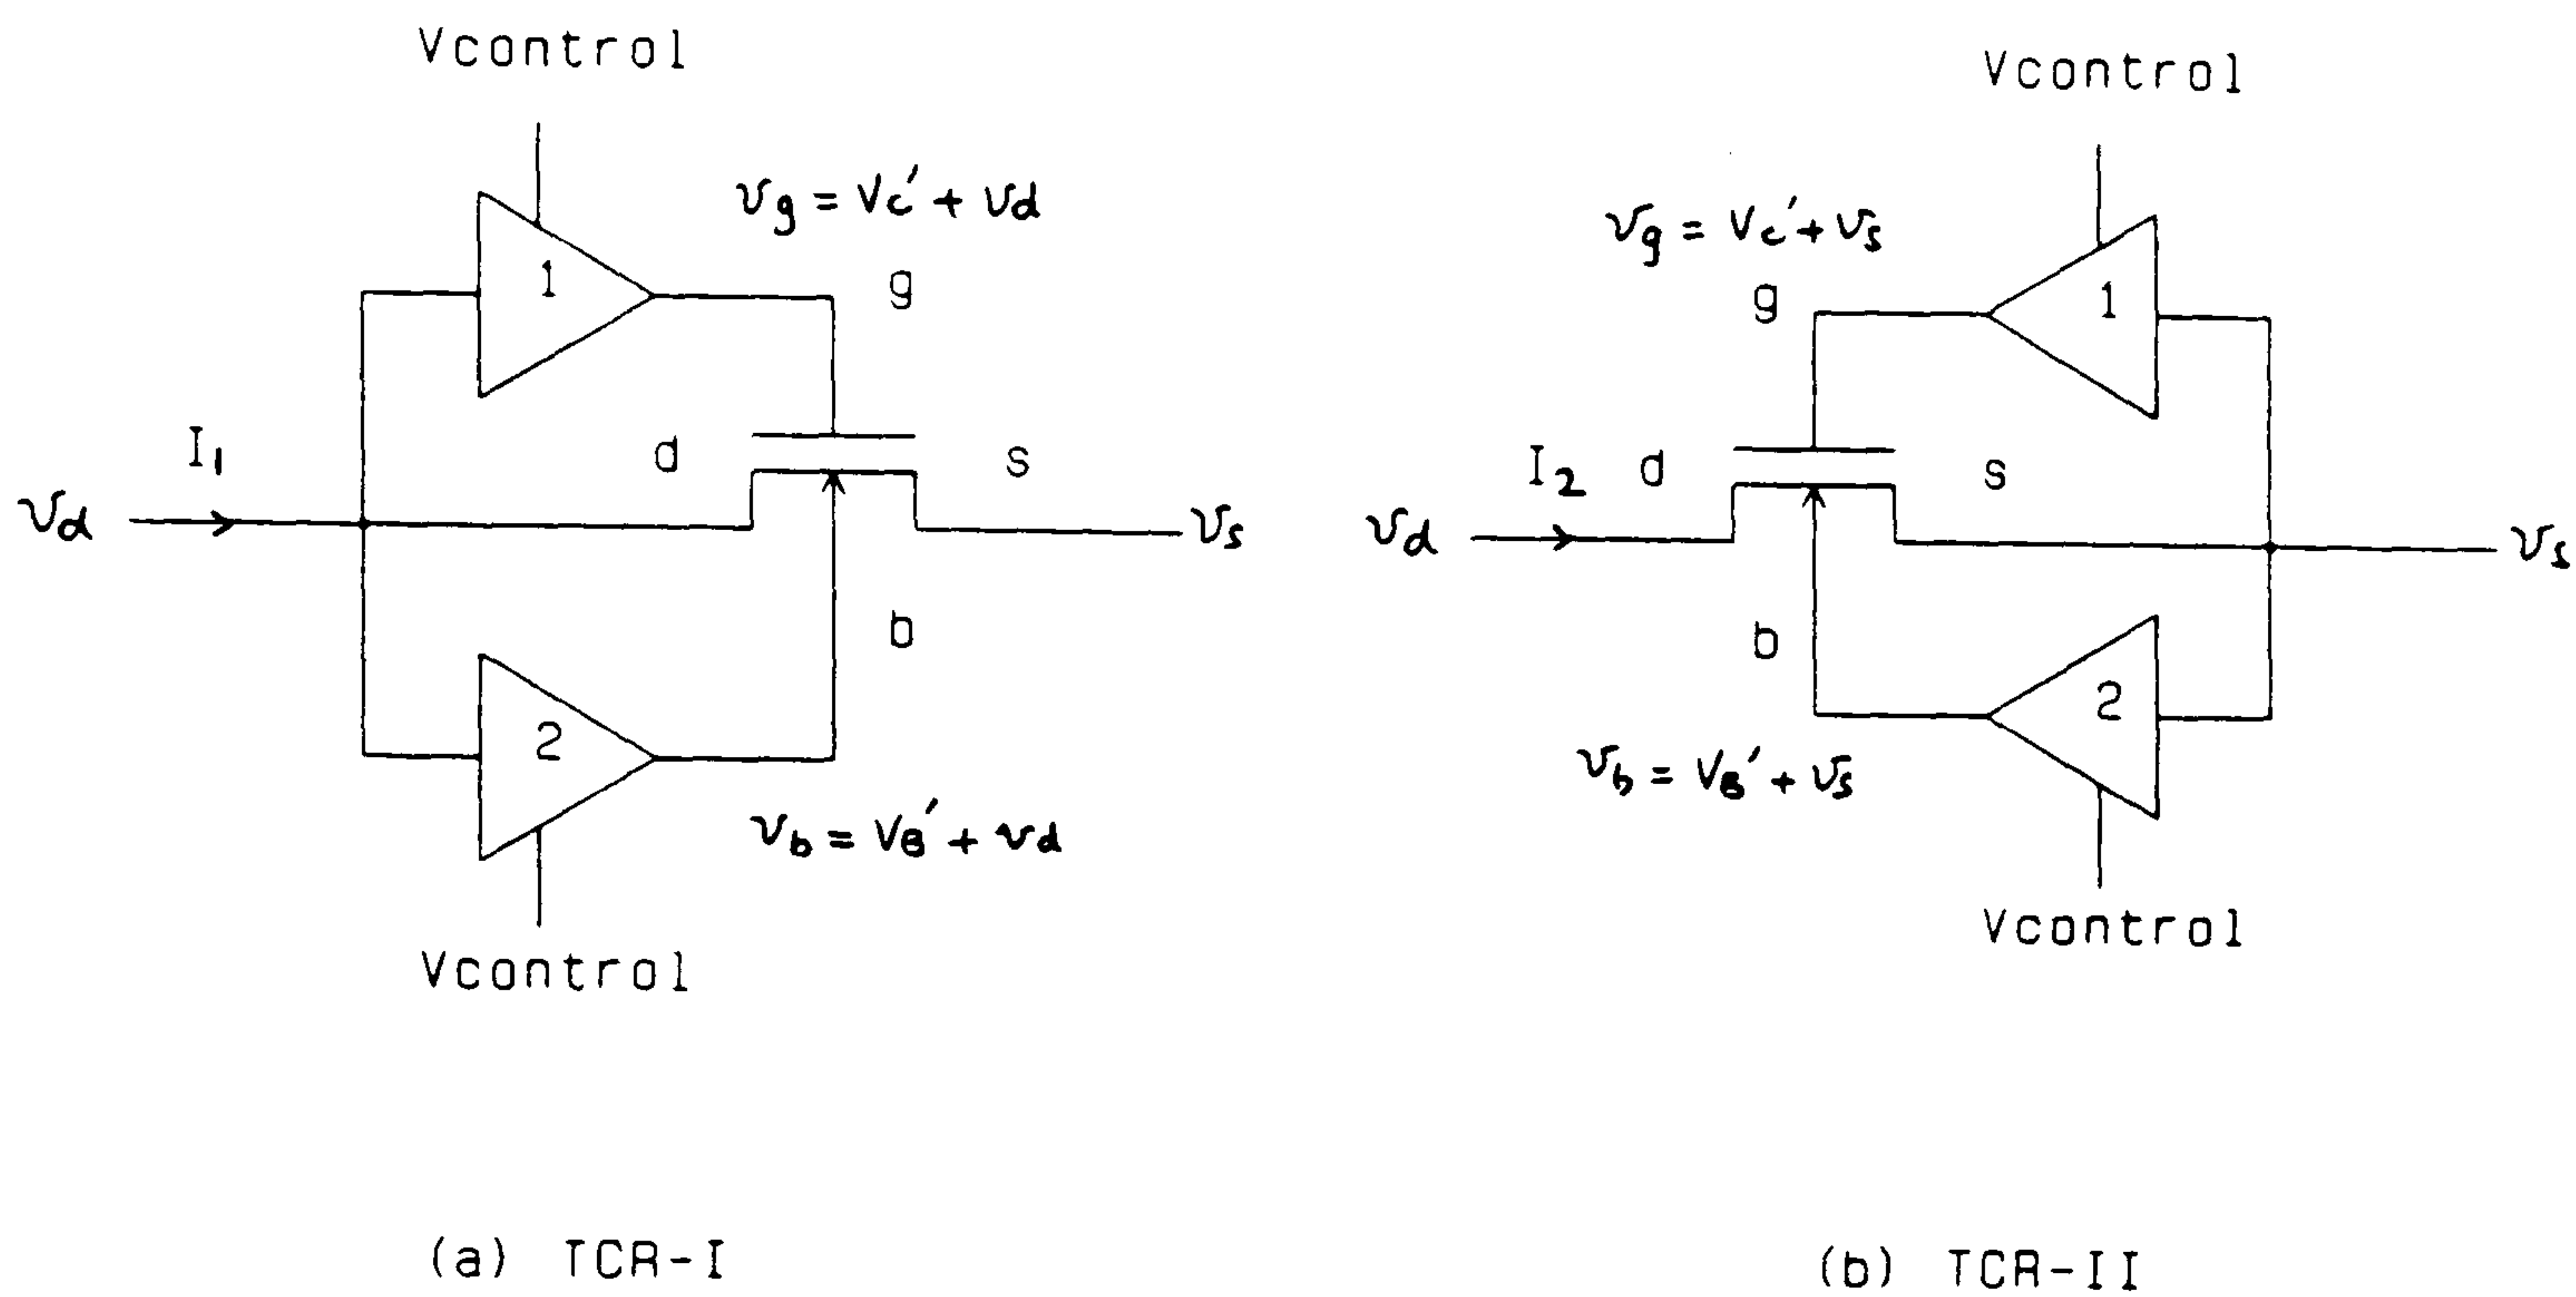 Vcontrol
1
vg = Vc' + vd
g
I1
d
s
vd
vs
b
2
vb = VB' + vd
Vcontrol
(a) TCR-I
Vcontrol
1
vg = Vc' + vs
g
I2
d
s
vd
vs
b
2
vb = VB' + vs
Vcontrol
(b) TCR-II